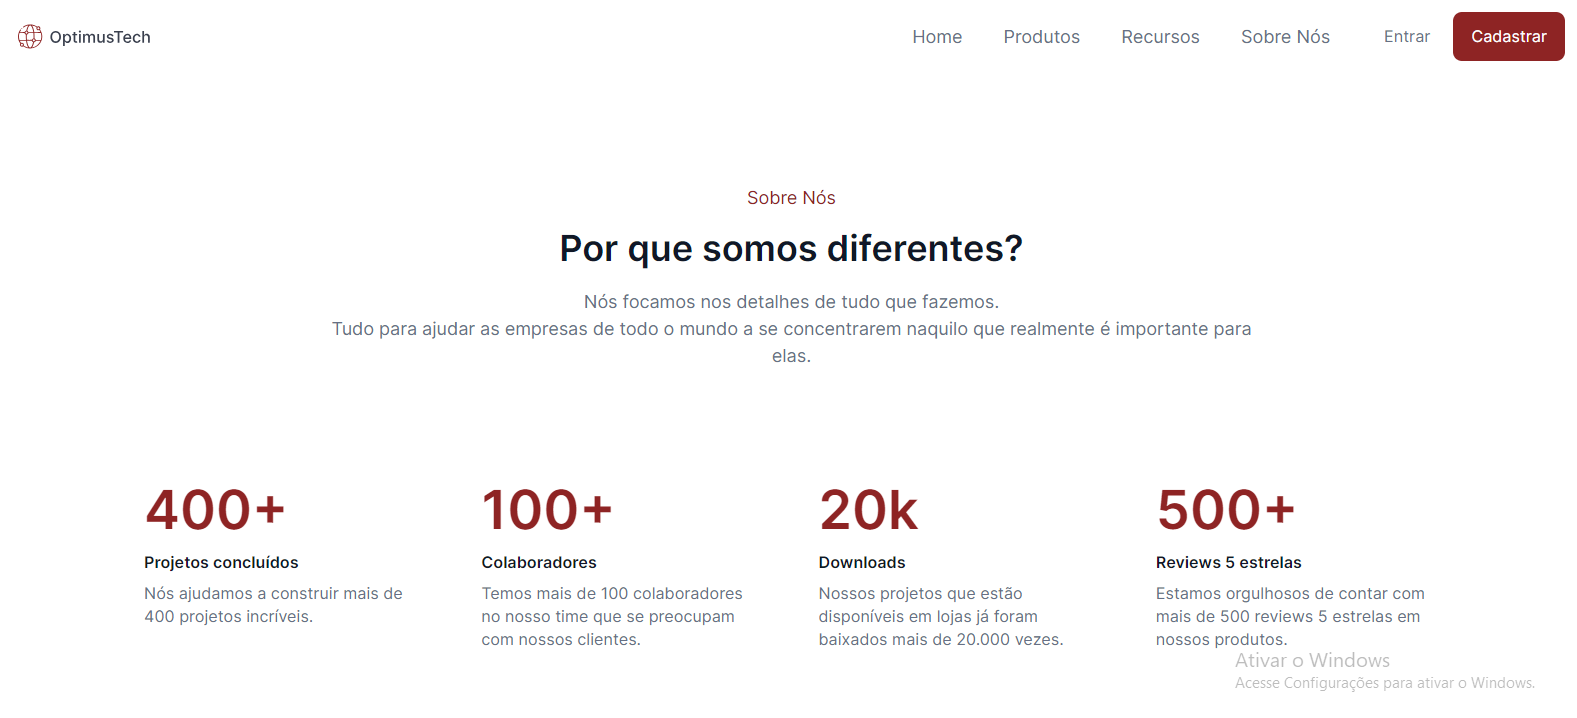 OptimusTech
Home Produtos Recursos Sobre Nós Entrar Cadastrar
Sobre Nós
Por que somos diferentes?
Nós focamos nos detalhes de tudo que fazemos.
Tudo para ajudar as empresas de todo o mundo a se concentrarem naquilo que realmente é importante para
elas.
400+
Projetos concluídos
Nós ajudamos a construir mais de
400 projetos incríveis.
100+
Colaboradores
Temos mais de 100 colaboradores
no nosso time que se preocupam
com nossos clientes.
20k
Downloads
Nossos projetos que estão
disponíveis em lojas já foram
baixados mais de 20.000 vezes.
500+
Reviews 5 estrelas
Estamos orgulhosos de contar com
mais de 500 reviews 5 estrelas em
nossos produtos.
Ativar o Windows
Acesse Configurações para ativar o Windows.